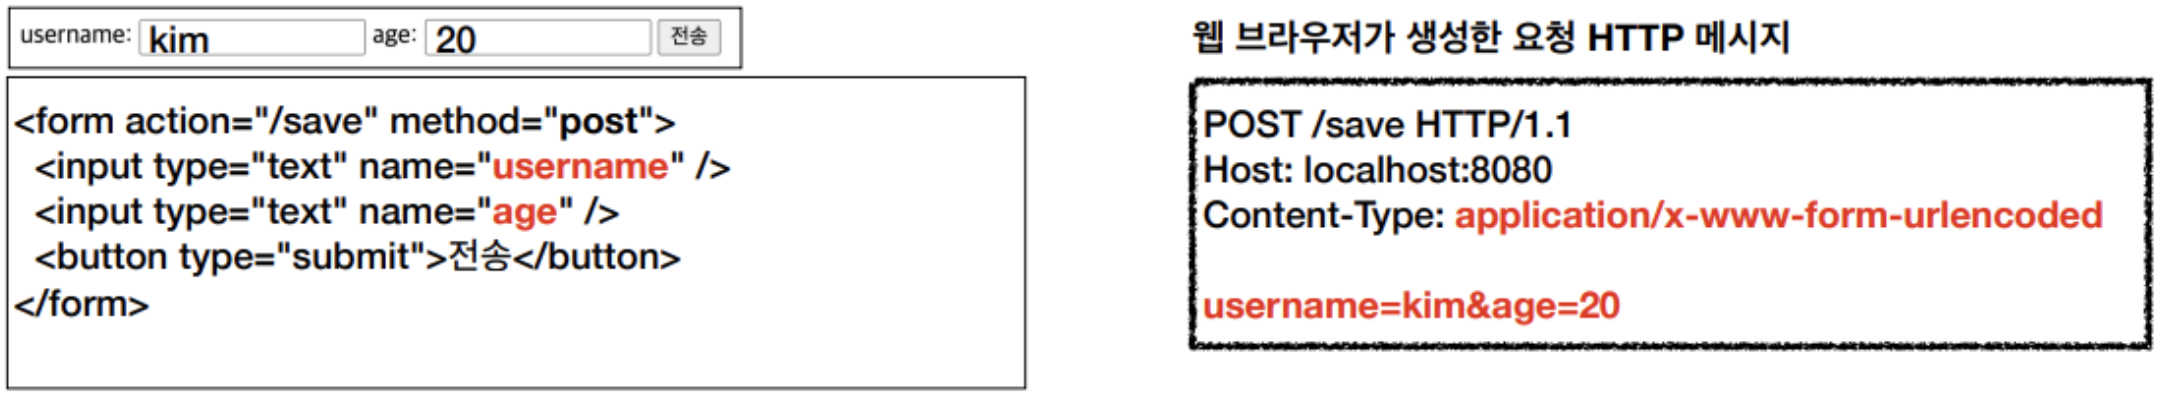 username: kim age: 20 전송
<form action="/save" method="post">
<input type="text" name="username" />
<input type="text" name="age" />
<button type="submit">전송</button>
</form>
웹 브라우저가 생성한 요청 HTTP 메시지
POST /save HTTP/1.1
Host: localhost:8080
Content-Type: application/x-www-form-urlencoded
username=kim&age=20